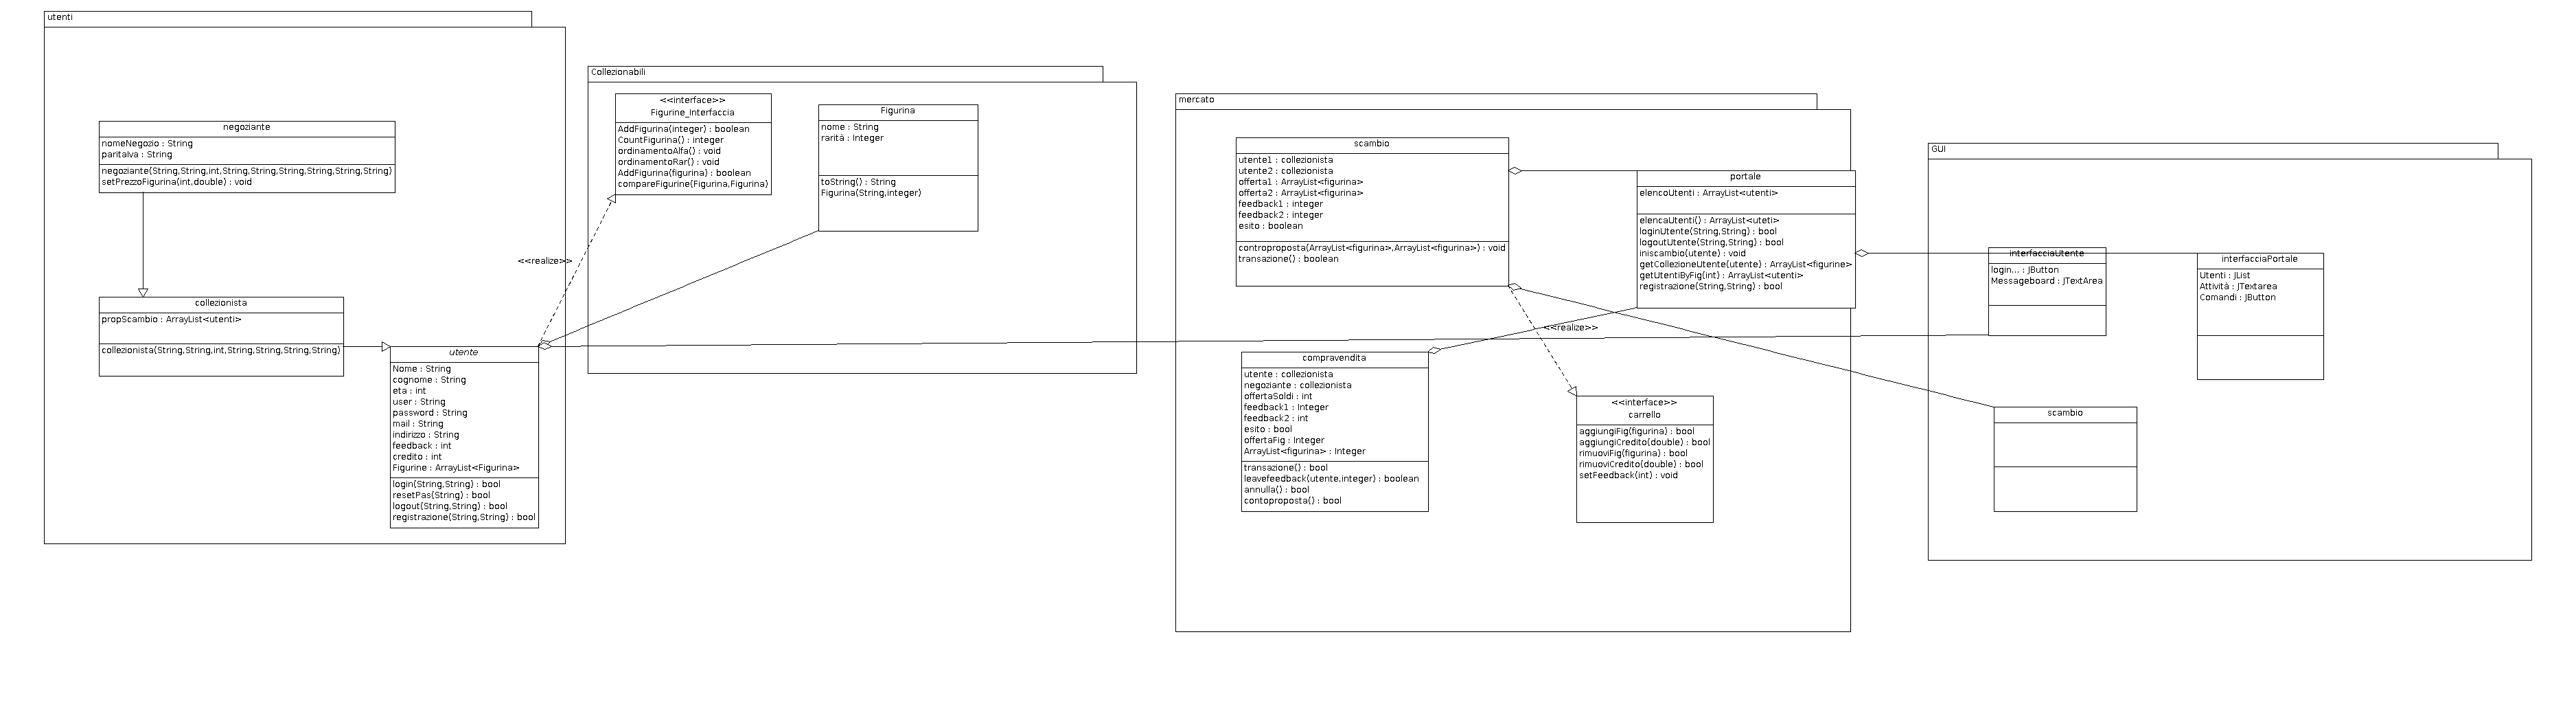 utenti
negoziante
nomeNegozio : String
paritaIva : String
negoziante(String,String,int,String,String,String,String,String,String)
setPrezzoFigurina(int,double) : void
collezionista
propScambio : ArrayList<utenti>
collezionista(String,String,int,String,String,String,String)
utente
Nome : String
cognome : String
eta : int
user : String
password : String
mail : String
indirizzo : String
feedback : int
credito : int
Figurine : ArrayList<Figurina>
login(String,String) : bool
resetPas(String) : bool
logout(String,String) : bool
registrazione(String,String) : bool
<<realize>>
Collezionabili
<<interface>>
Figurine_Interfaccia
AddFigurina(integer) : boolean
CountFigurina() : integer
ordinamentoAlfa() : void
ordinamentoRar() : void
AddFigurina(figurina) : boolean
compareFigurine(Figurina,Figurina)
Figurina
nome : String
rarità : Integer
toString() : String
Figurina(String,integer)
mercato
scambio
utente1 : collezionista
utente2 : collezionista
offerta1 : ArrayList<figurina>
offerta2 : ArrayList<figurina>
feedback1 : integer
feedback2 : integer
esito : boolean
controproposta(ArrayList<figurina>,ArrayList<figurina>) : void
transazione() : boolean
portale
elencoUtenti : ArrayList<utenti>
elencaUtenti() : ArrayList<uteti>
loginUtente(String,String) : bool
logoutUtente(String,String) : bool
iniscambio(utente) : void
getCollezioneUtente(utente) : ArrayList<figurine>
getUtentiByFig(int) : ArrayList<utenti>
registrazione(String,String) : bool
<<realize>>
compravendita
utente : collezionista
negoziante : collezionista
offertaSoldi : int
feedback1 : Integer
feedback2 : int
esito : bool
offertaFig : Integer
ArrayList<figurina> : Integer
transazione() : bool
leavefeedback(utente,integer) : boolean
annulla() : bool
contoproposta() : bool
<<interface>>
carrello
aggiungiFig(figurina) : bool
aggiungiCredito(double) : bool
rimuoviFig(figurina) : bool
rimuoviCredito(double) : bool
setFeedback(int) : void
GUI
interfacciaUtente
login... : JButton
Messageboard : JTextArea
interfacciaPortale
Utenti : JList
Attività : JTextarea
Comandi : JButton
scambio